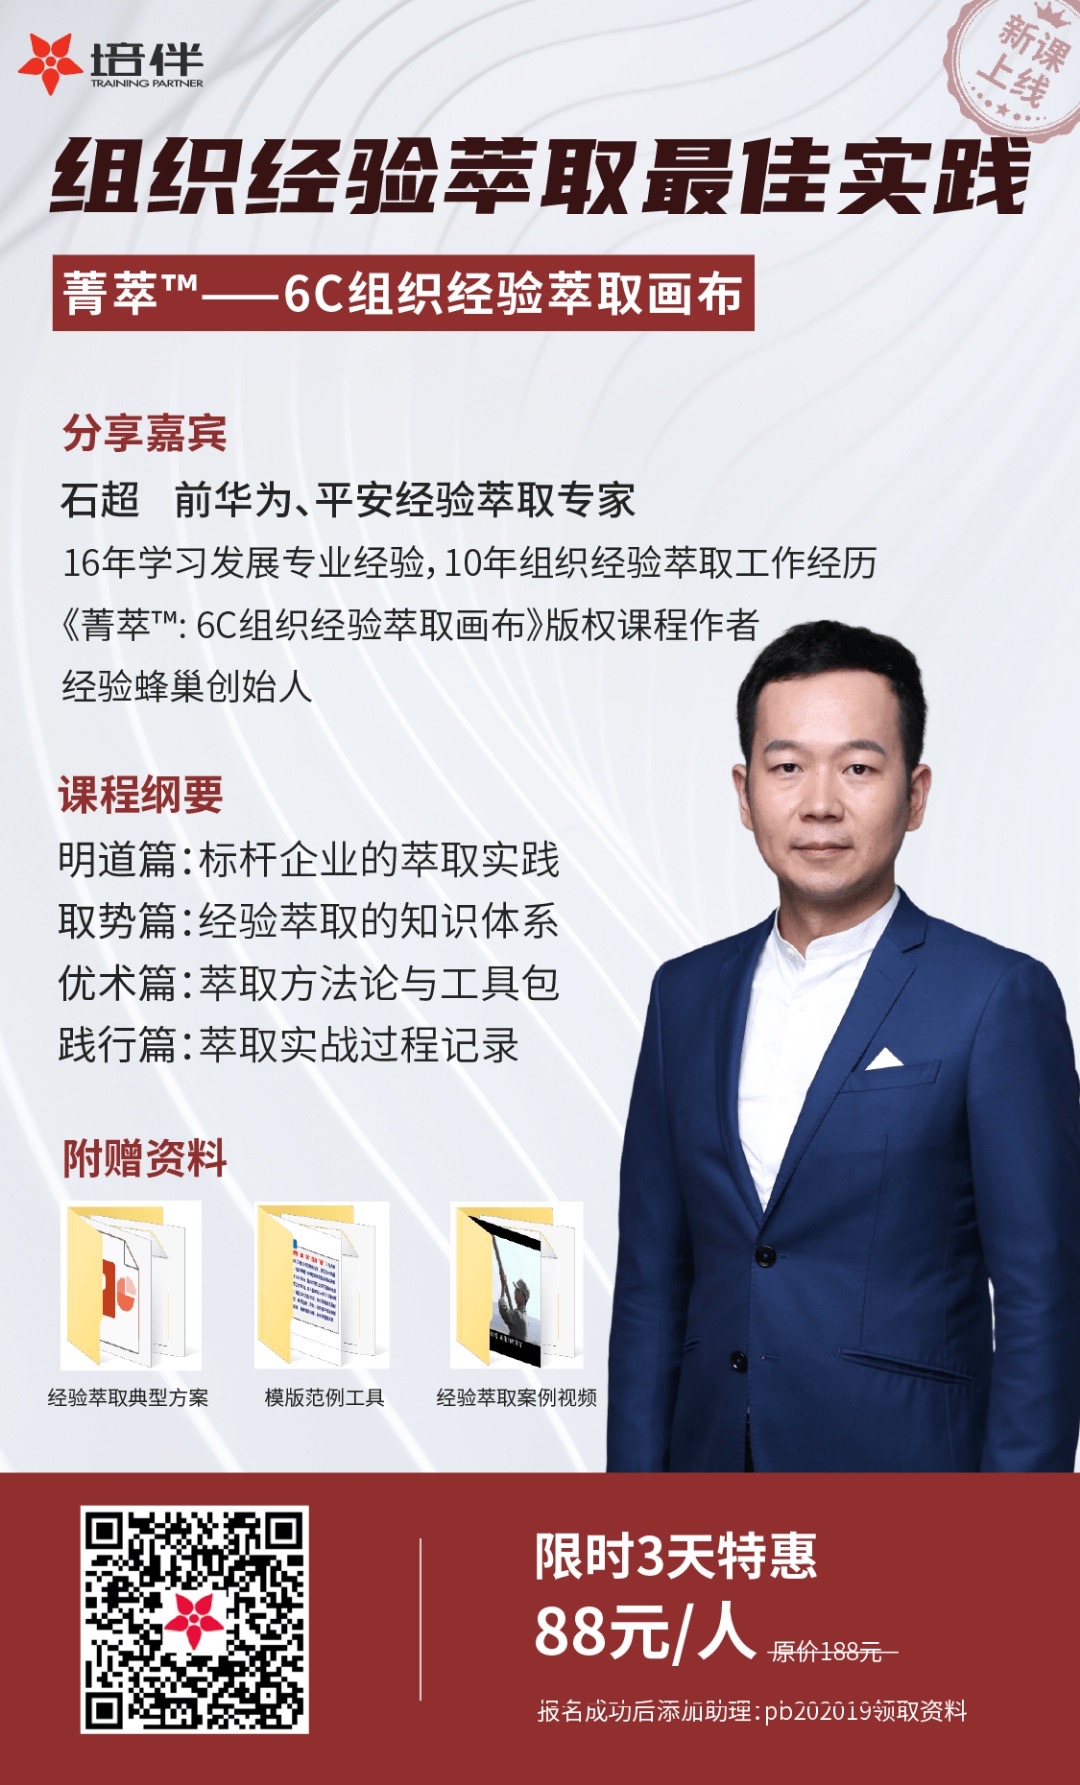 培伴
TRAINING PARTNER
新课
上线
组织经验萃取最佳实践
菁萃™——6C组织经验萃取画布
分享嘉宾
石超 前华为、平安经验萃取专家
16年学习发展专业经验，10年组织经验萃取工作经历
《菁萃™: 6C组织经验萃取画布》版权课程作者
经验蜂巢创始人
课程纲要
明道篇：标杆企业的萃取实践
取势篇：经验萃取的知识体系
优术篇：萃取方法论与工具包
践行篇：萃取实战过程记录
附赠资料
经验萃取典型方案
模版范例工具
经验萃取案例视频
限时3天特惠
88元/人 原价188元
报名成功后添加助理：pb202019领取资料